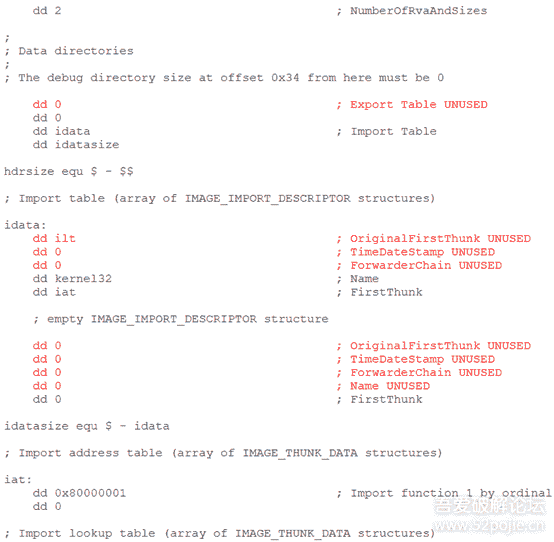 dd 2 ; NumberOfRvaAndSizes
;
; Data directories
;
; The debug directory size at offset 0x34 from here must be 0
dd 0 ; Export Table UNUSED
dd 0
dd idata ; Import Table
dd idatasize
hdrsize equ $ - $$
; Import table (array of IMAGE_IMPORT_DESCRIPTOR structures)
idata:
dd ilt ; OriginalFirstThunk UNUSED
dd 0 ; TimeDateStamp UNUSED
dd 0 ; ForwarderChain UNUSED
dd kernel32 ; Name
dd iat ; FirstThunk
; empty IMAGE_IMPORT_DESCRIPTOR structure
dd 0 ; OriginalFirstThunk UNUSED
dd 0 ; TimeDateStamp UNUSED
dd 0 ; ForwarderChain UNUSED
dd 0 ; Name UNUSED
dd 0 ; FirstThunk
idatasize equ $ - idata
; Import address table (array of IMAGE_THUNK_DATA structures)
iat:
dd 0x80000001 ; Import function 1 by ordinal
dd 0
; Import lookup table (array of IMAGE_THUNK_DATA structures)
吾爱破解论坛
www.52pojie.cn